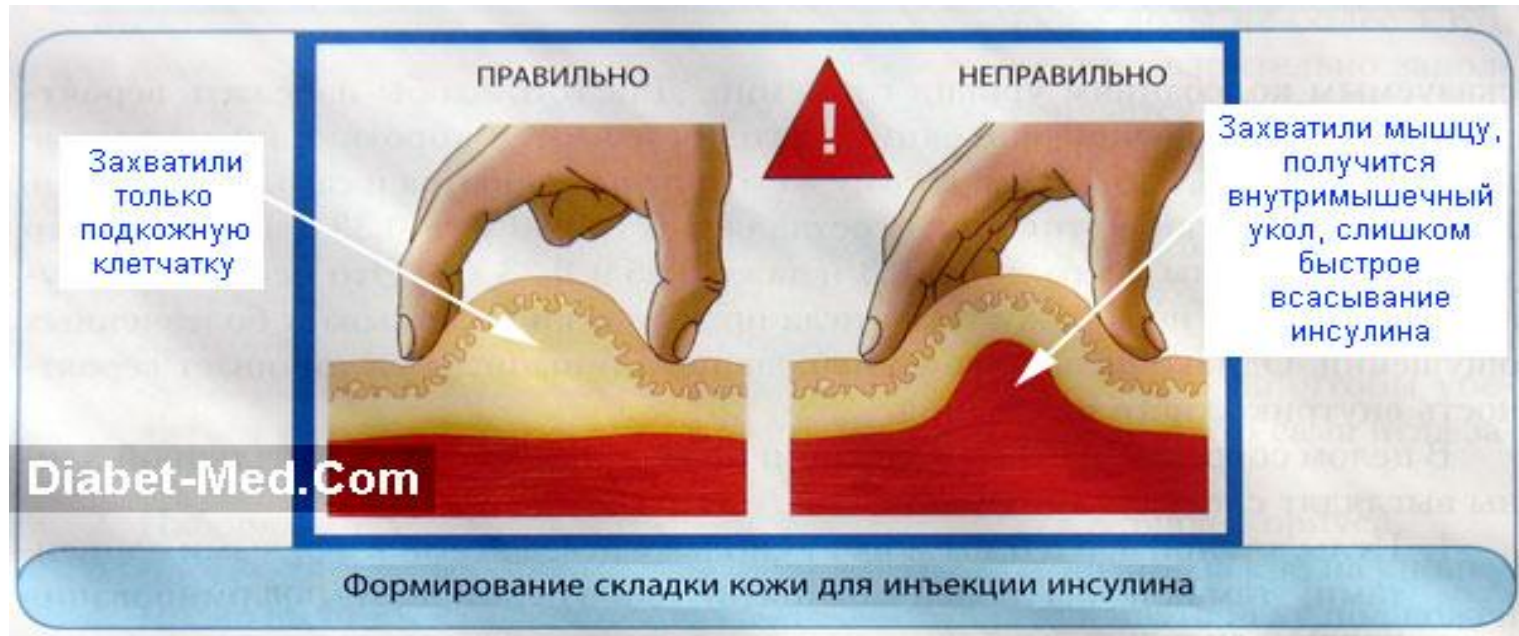 ПРАВИЛЬНО
НЕПРАВИЛЬНО
!
Захватили
только
подкожную
клетчатку
Захватили мышцу,
получится
внутримышечный
укол, слишком
быстрое
всасывание
инсулина
Diabet-Med.Com
Формирование складки кожи для инъекции инсулина